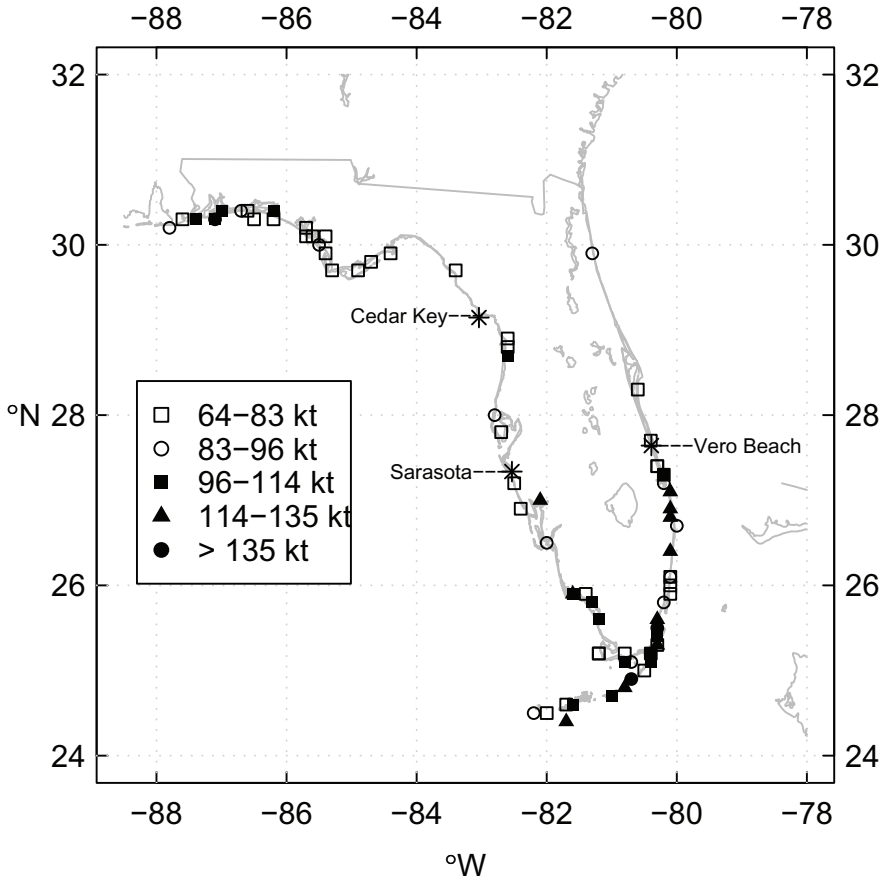 −88 −86 −84 −82 −80 −78
32 32
30 30
Cedar Key
°N 28 28
64−83 kt
83−96 kt
96−114 kt
114−135 kt
> 135 kt
Vero Beach
Sarasota
26 26
24 24
−88 −86 −84 −82 −80 −78
°W